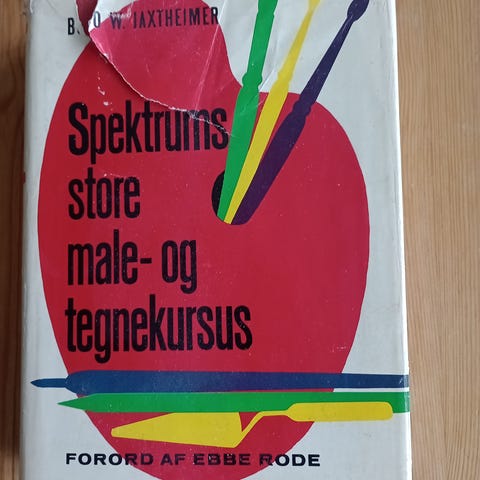 W. JAXTHEIMER
Spektrums
store
male- og
tegnekursus
FORORD AF EBBE RODE